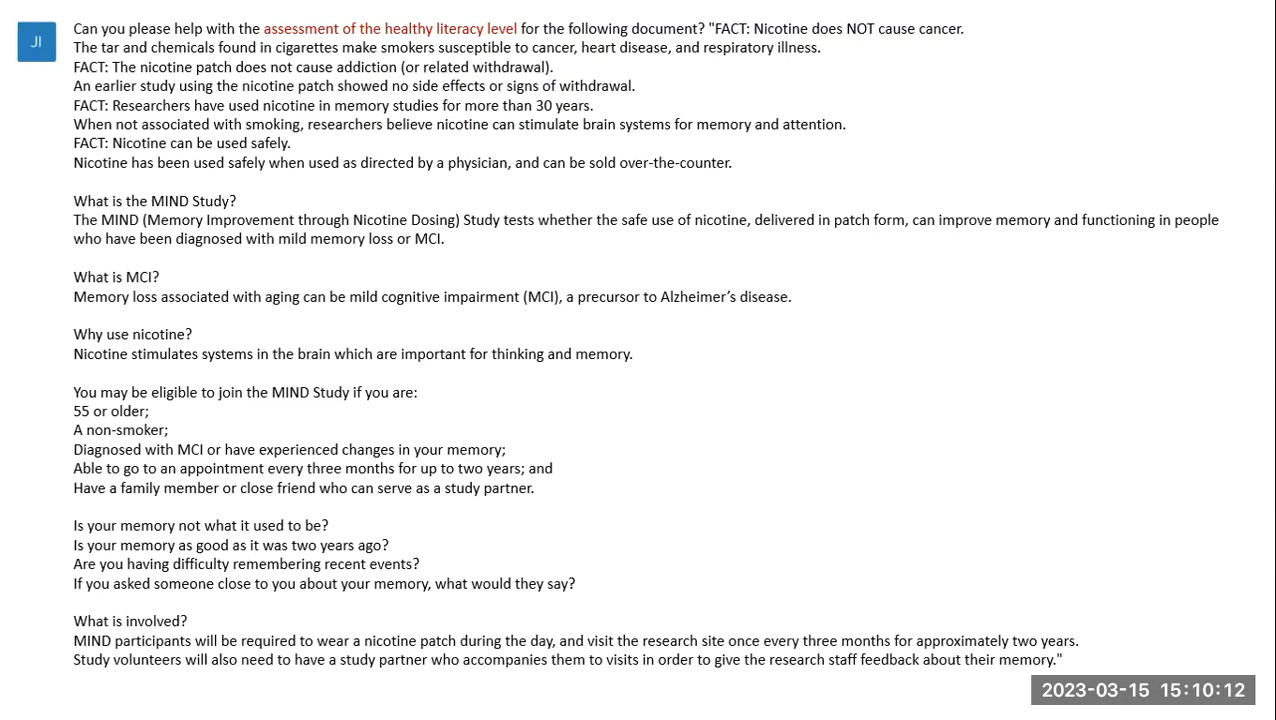 JI
Can you please help with the assessment of the healthy literacy level for the following document? "FACT: Nicotine does NOT cause cancer.
The tar and chemicals found in cigarettes make smokers susceptible to cancer, heart disease, and respiratory illness.
FACT: The nicotine patch does not cause addiction (or related withdrawal).
An earlier study using the nicotine patch showed no side effects or signs of withdrawal.
FACT: Researchers have used nicotine in memory studies for more than 30 years.
When not associated with smoking, researchers believe nicotine can stimulate brain systems for memory and attention.
FACT: Nicotine can be used safely.
Nicotine has been used safely when used as directed by a physician, and can be sold over-the-counter.
What is the MIND Study?
The MIND (Memory Improvement through Nicotine Dosing) Study tests whether the safe use of nicotine, delivered in patch form, can improve memory and functioning in people
who have been diagnosed with mild memory loss or MCI.
What is MCI?
Memory loss associated with aging can be mild cognitive impairment (MCI), a precursor to Alzheimer's disease.
Why use nicotine?
Nicotine stimulates systems in the brain which are important for thinking and memory.
You may be eligible to join the MIND Study if you are:
55 or older;
A non-smoker;
Diagnosed with MCI or have experienced changes in your memory;
Able to go to an appointment every three months for up to two years; and
Have a family member or close friend who can serve as a study partner.
Is your memory not what it used to be?
Is your memory as good as it was two years ago?
Are you having difficulty remembering recent events?
If you asked someone close to you about your memory, what would they say?
What is involved?
MIND participants will be required to wear a nicotine patch during the day, and visit the research site once every three months for approximately two years.
Study volunteers will also need to have a study partner who accompanies them to visits in order to give the research staff feedback about their memory."
2023-03-15 15:10:12